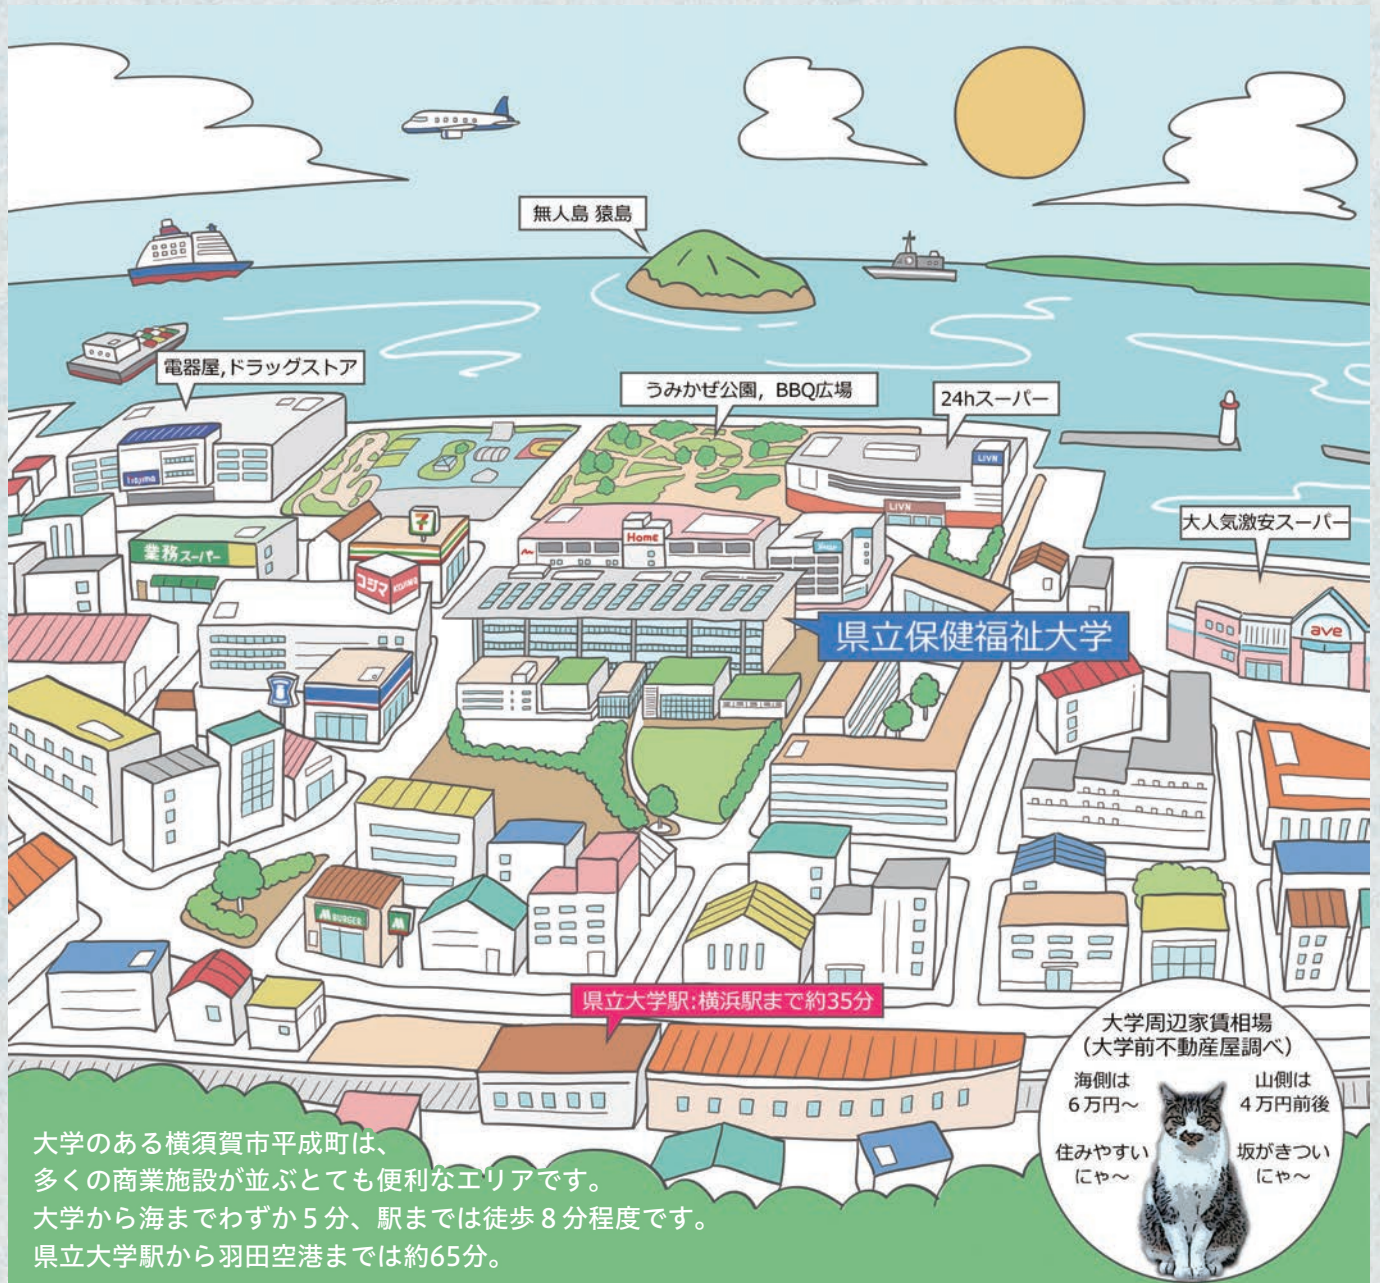 無人島 猿島
電器屋,ドラッグストア
うみかぜ公園，BBQ広場
24hスーパー
LIVN
LIVN
大人気激安スーパー
業務スーパー
7
Home
コジマ
KOJIMA
県立保健福祉大学
ave
M BURGER
M
県立大学駅:横浜駅まで約35分
大学周辺家賃相場
（大学前不動産屋調べ）
海側は
6万円～
山側は
4万円前後
住みやすい
にゃ～
坂がきつい
にゃ～
大学のある横須賀市平成町は、
多くの商業施設が並ぶとても便利なエリアです。
大学から海までわずか５分、駅までは徒歩８分程度です。
県立大学駅から羽田空港までは約65分。